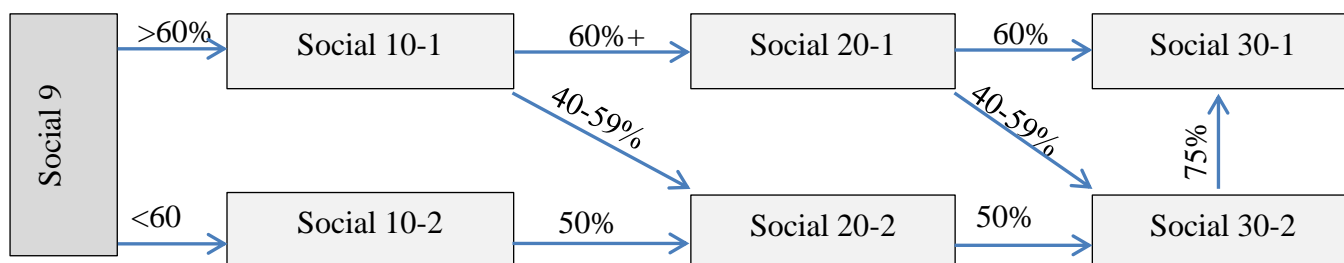 Social 9
>60%
Social 10-1
60%+
Social 20-1
60%
Social 30-1
40-59%
40-59%
75%
<60
Social 10-2
50%
Social 20-2
50%
Social 30-2